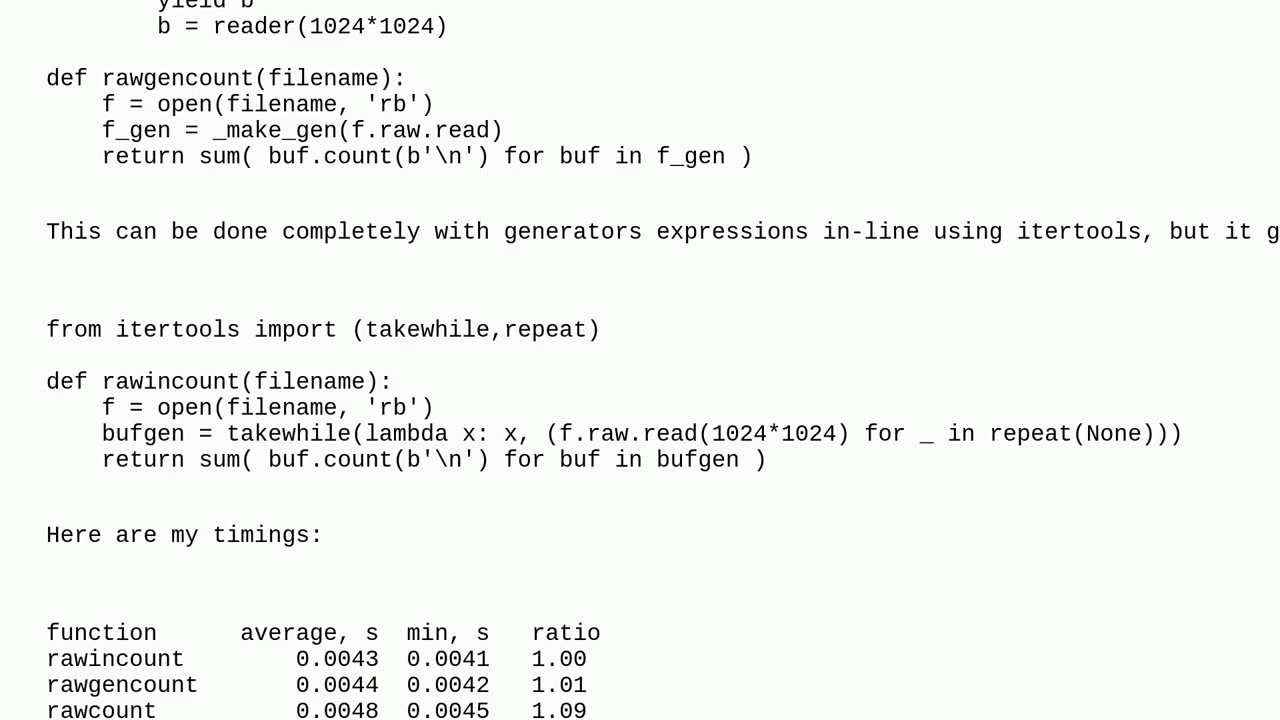 yield b
b = reader(1024*1024)
def rawgencount(filename):
f = open(filename, 'rb')
f_gen = _make_gen(f.raw.read)
return sum( buf.count(b'\n') for buf in f_gen )
This can be done completely with generators expressions in-line using itertools, but it g
from itertools import (takewhile,repeat)
def rawincount(filename):
f = open(filename, 'rb')
bufgen = takewhile(lambda x: x, (f.raw.read(1024*1024) for _ in repeat(None)))
return sum( buf.count(b'\n') for buf in bufgen )
Here are my timings:
function average, s min, s ratio
rawincount 0.0043 0.0041 1.00
rawgencount 0.0044 0.0042 1.01
rawcount 0.0048 0.0045 1.09